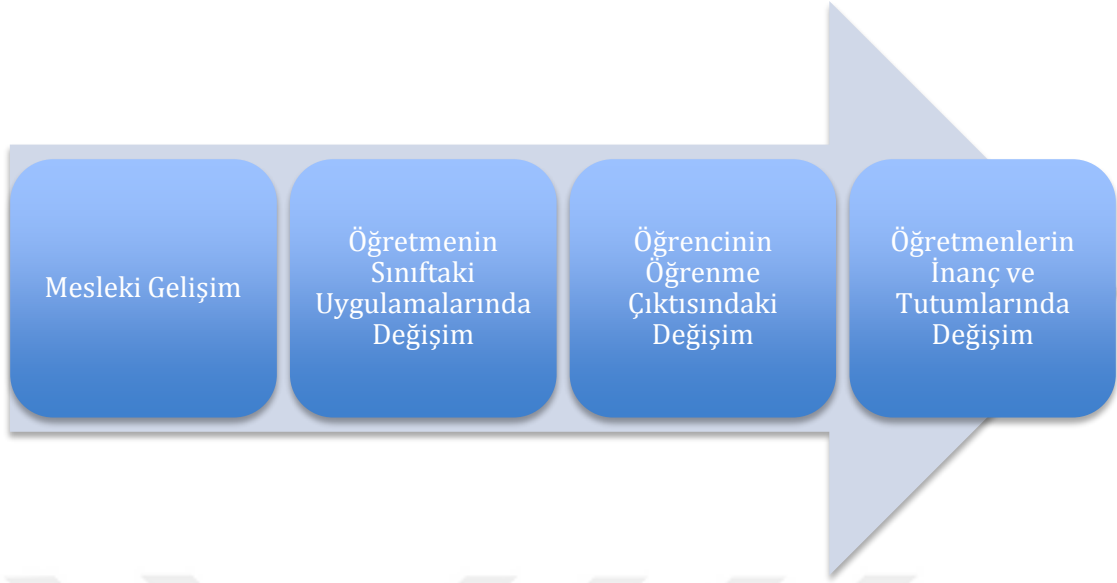 Mesleki Gelişim
Öğretmenin
Sınıftaki
Uygulamalarında
Değişim
Öğrencinin
Öğrenme
Çıktısındaki
Değişim
Öğretmenlerin
İnanç ve
Tutumlarında
Değişim